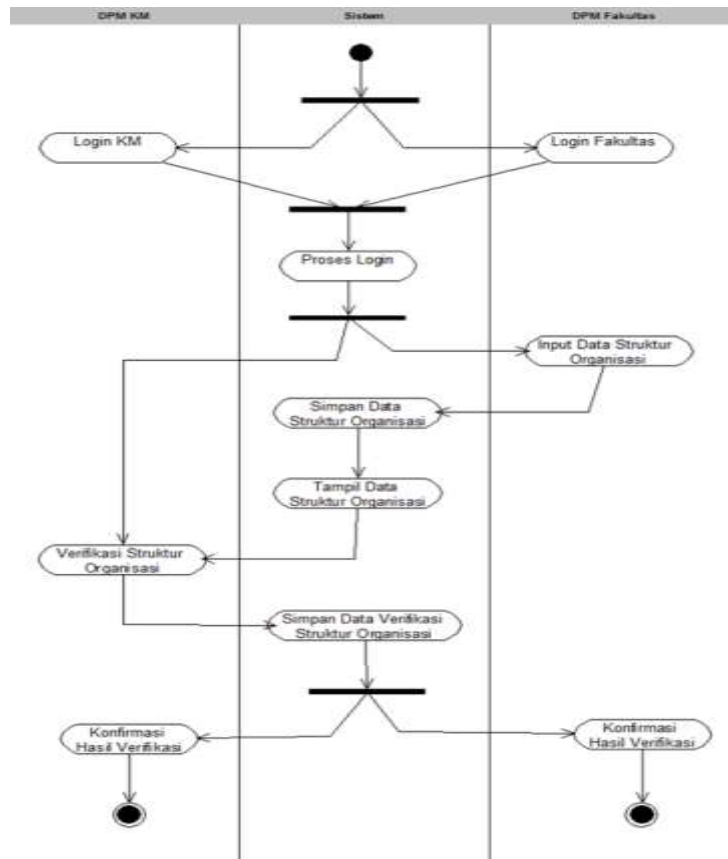 DPM KM
Sistem
DPM Fakultas
Login KM
Login Fakultas
Proses Login
Input Data Struktur
Organisasi
Simpan Data
Struktur Organisasi
Tampil Data
Struktur Organisasi
Verifikasi Struktur
Organisasi
Simpan Data Verifikasi
Struktur Organisasi
Konfirmasi
Hasil Verifikasi
Konfirmasi
Hasil Verifikasi